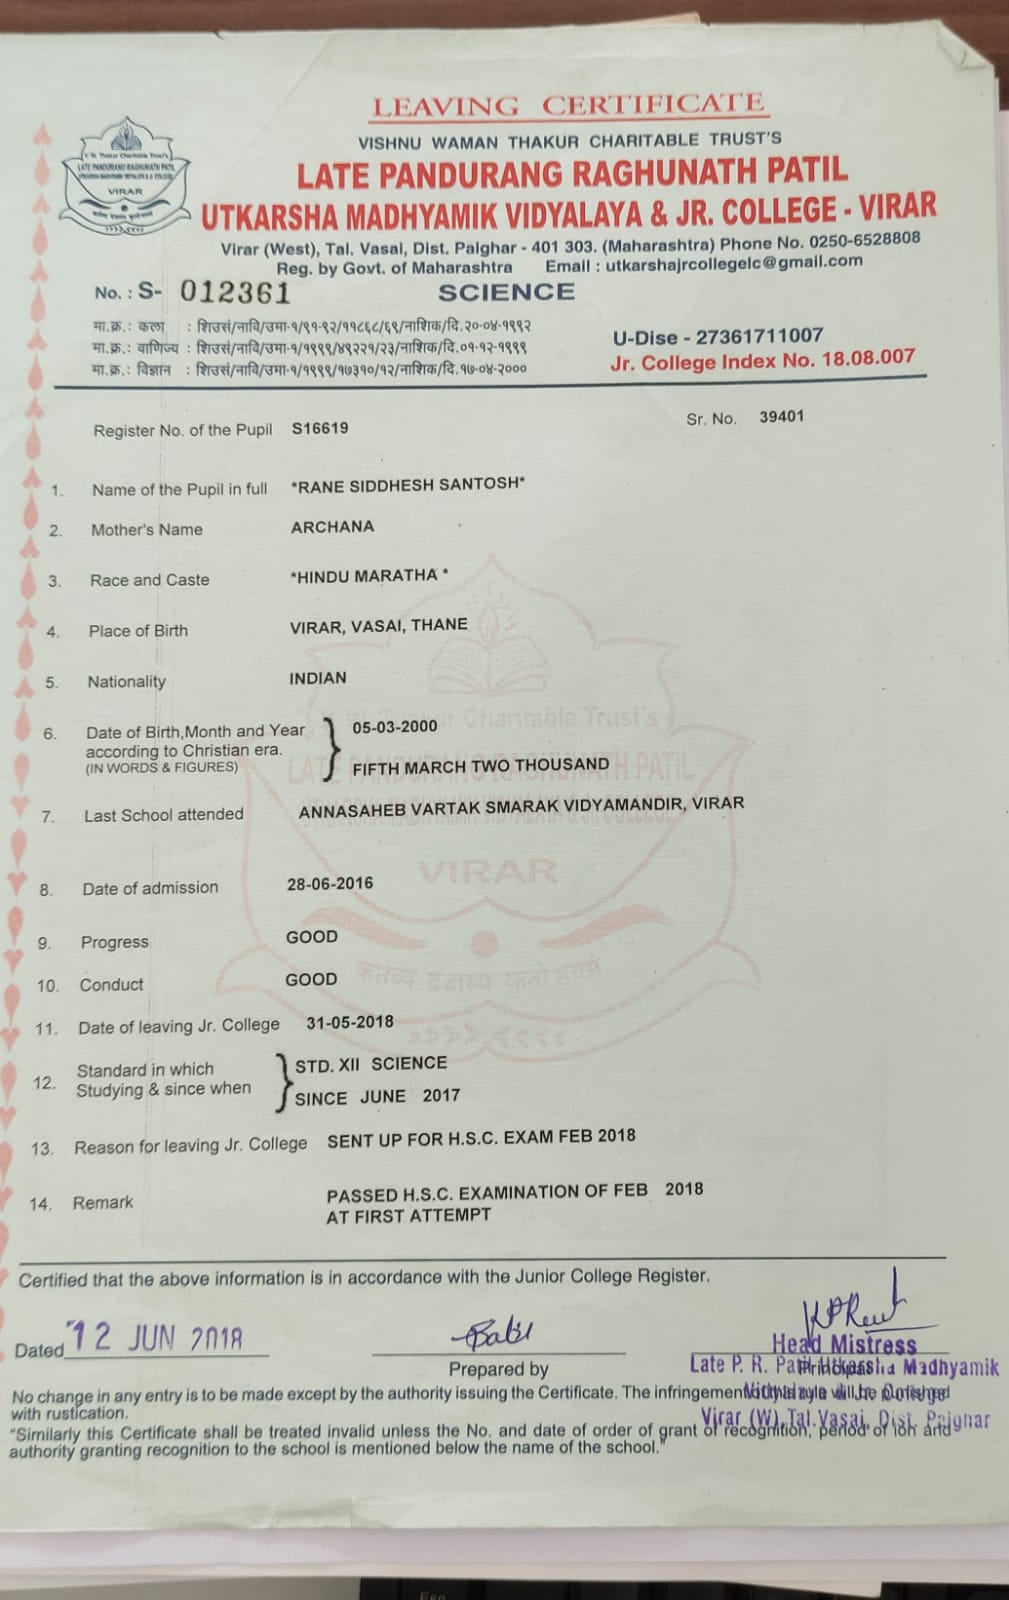 LEAVING CERTIFICATE
VISHNU WAMAN THAKUR CHARITABLE TRUST'S
LATE PANDURANG RAGHUNATH PATIL
UTKARSHA MADHYAMIK VIDYALAYA & JR. COLLEGE - VIRAR
V. W. Thakur Charitable Trust's
LATE PANDURANG RAGHUNATH PATIL
VIRAR
Virar (West), Tal. Vasai, Dist. Palghar - 401 303. (Maharashtra) Phone No. 0250-6528808
Reg. by Govt. of Maharashtra Email : utkarshajrcollegelc@gmail.com
No. : S- 012361 SCIENCE
मा.क्र.: कला : शिउसं/नावि/उमा-१/९१-९२/११८६८/६९/नाशिक/दि.२०-०४-१९९२
मा.क्र.: वाणिज्य : शिउसं/नावि/उमा-१/१९९९/४९२२१/२३/नाशिक/दि.०१-१२-१९९९
मा.क्र.: विज्ञान : शिउसं/नावि/उमा-१/१९९९/१७३१०/१२/नाशिक/दि.१७-०४-२०००
U-Dise - 27361711007
Jr. College Index No. 18.08.007
Register No. of the Pupil S16619 Sr. No. 39401
1. Name of the Pupil in full *RANE SIDDHESH SANTOSH*
2. Mother's Name ARCHANA
3. Race and Caste *HINDU MARATHA *
4. Place of Birth VIRAR, VASAI, THANE
5. Nationality INDIAN
6. Date of Birth,Month and Year 05-03-2000
according to Christian era.
(IN WORDS & FIGURES) FIFTH MARCH TWO THOUSAND
7. Last School attended ANNASAHEB VARTAK SMARAK VIDYAMANDIR, VIRAR
VIRAR
8. Date of admission 28-06-2016
9. Progress GOOD
10. Conduct GOOD
11. Date of leaving Jr. College 31-05-2018
12. Standard in which STD. XII SCIENCE
Studying & since when SINCE JUNE 2017
13. Reason for leaving Jr. College SENT UP FOR H.S.C. EXAM FEB 2018
14. Remark PASSED H.S.C. EXAMINATION OF FEB 2018
AT FIRST ATTEMPT
Certified that the above information is in accordance with the Junior College Register.
Dated 12 JUN 2018
Prepared by
Head Mistress
Late P. R. Patil Utkarsha Madhyamik
Principal
Vidyalaya & Jr. College
Virar (W), Tal. Vasai, Dist. Palghar
No change in any entry is to be made except by the authority issuing the Certificate. The infringement of this rule will be punished
with rustication.
"Similarly this Certificate shall be treated invalid unless the No. and date of order of grant of recognition, period of ion and
authority granting recognition to the school is mentioned below the name of the school."
Esc